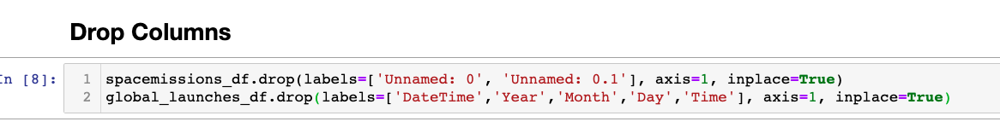 Drop Columns
In [8]:
1 spacemissions_df.drop(labels=['Unnamed: 0', 'Unnamed: 0.1'], axis=1, inplace=True)
2 global_launches_df.drop(labels=['DateTime','Year','Month','Day','Time'], axis=1, inplace=True)